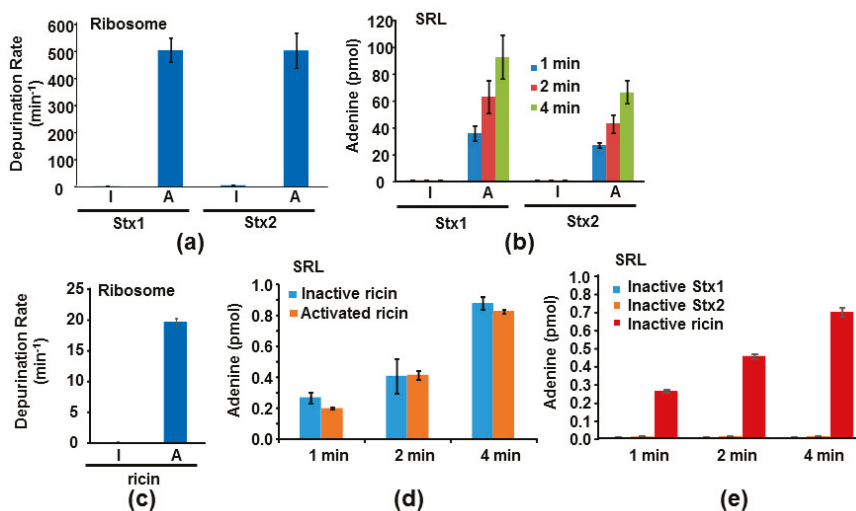 Ribosome
Depurination Rate
(min-1)
600
500
400
300
200
100
0
I A I A
Stx1 Stx2
(a)
SRL
Adenine (pmol)
120
100
80
60
40
20
0
1 min
2 min
4 min
I A I A
Stx1 Stx2
(b)
Ribosome
Depurination Rate
(min-1)
25
20
15
10
5
0
I A
ricin
(c)
SRL
Adenine (pmol)
1.0
0.8
0.6
0.4
0.2
0.0
Inactive ricin
Activated ricin
1 min 2 min 4 min
(d)
SRL
Adenine (pmol)
1.0
0.9
0.8
0.7
0.6
0.5
0.4
0.3
0.2
0.1
0.0
Inactive Stx1
Inactive Stx2
Inactive ricin
1 min 2 min 4 min
(e)